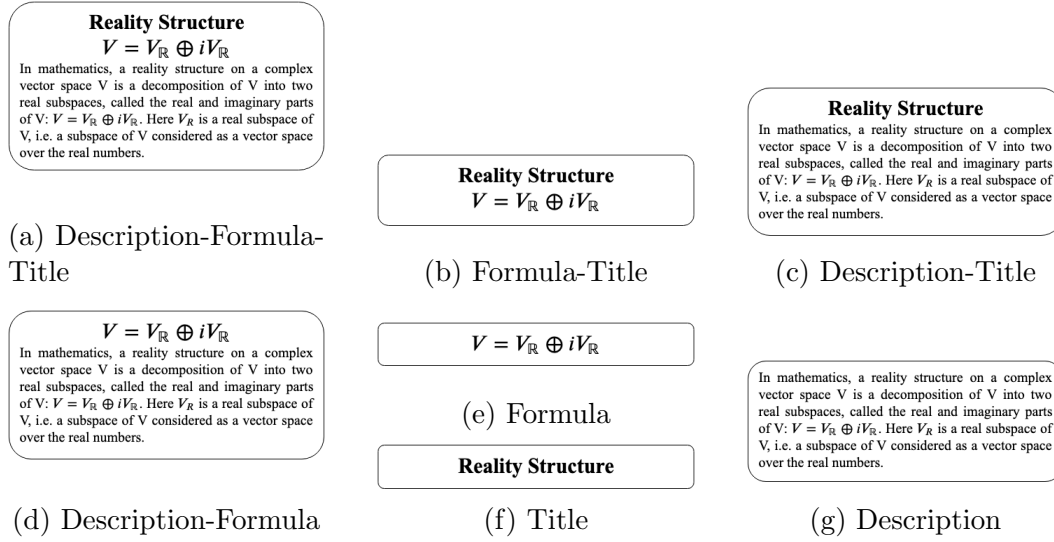 Reality Structure
V = V_ℝ ⊕ iV_ℝ
In mathematics, a reality structure on a complex
vector space V is a decomposition of V into two
real subspaces, called the real and imaginary parts
of V: V = V_ℝ ⊕ iV_ℝ. Here V_R is a real subspace of
V, i.e. a subspace of V considered as a vector space
over the real numbers.
(a) Description-Formula-
Title
Reality Structure
V = V_ℝ ⊕ iV_ℝ
(b) Formula-Title
Reality Structure
In mathematics, a reality structure on a complex
vector space V is a decomposition of V into two
real subspaces, called the real and imaginary parts
of V: V = V_ℝ ⊕ iV_ℝ. Here V_R is a real subspace of
V, i.e. a subspace of V considered as a vector space
over the real numbers.
(c) Description-Title
V = V_ℝ ⊕ iV_ℝ
In mathematics, a reality structure on a complex
vector space V is a decomposition of V into two
real subspaces, called the real and imaginary parts
of V: V = V_ℝ ⊕ iV_ℝ. Here V_R is a real subspace of
V, i.e. a subspace of V considered as a vector space
over the real numbers.
(d) Description-Formula
V = V_ℝ ⊕ iV_ℝ
(e) Formula
Reality Structure
(f) Title
In mathematics, a reality structure on a complex
vector space V is a decomposition of V into two
real subspaces, called the real and imaginary parts
of V: V = V_ℝ ⊕ iV_ℝ. Here V_R is a real subspace of
V, i.e. a subspace of V considered as a vector space
over the real numbers.
(g) Description